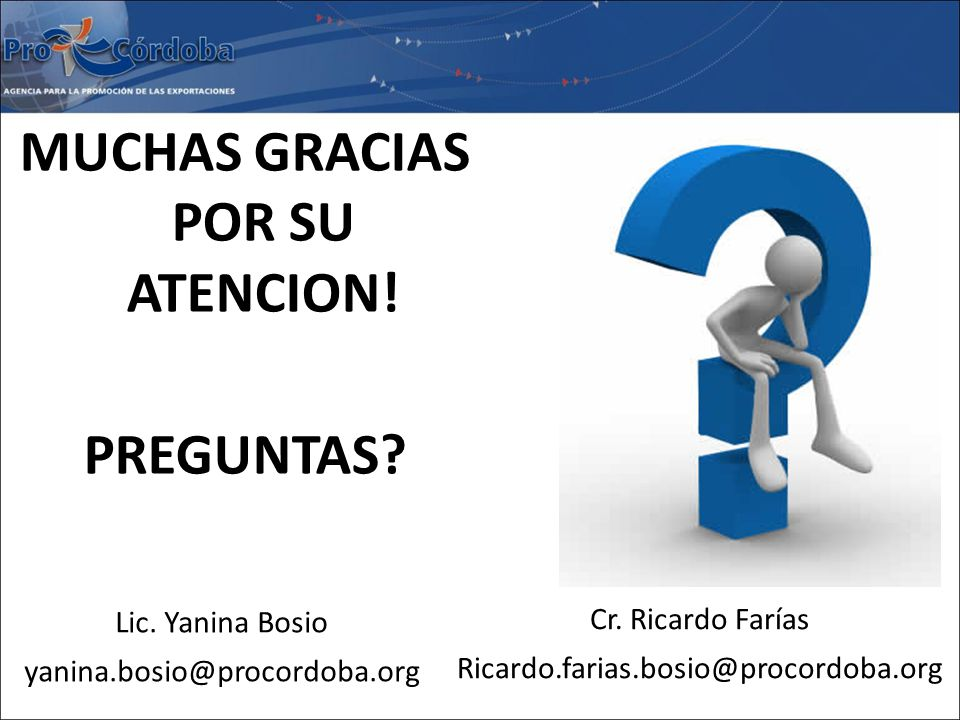 Pro Córdoba
AGENCIA PARA LA PROMOCIÓN DE LAS EXPORTACIONES
MUCHAS GRACIAS
POR SU
ATENCION!
PREGUNTAS?
Lic. Yanina Bosio
yanina.bosio@procordoba.org
Cr. Ricardo Farías
Ricardo.farias.bosio@procordoba.org